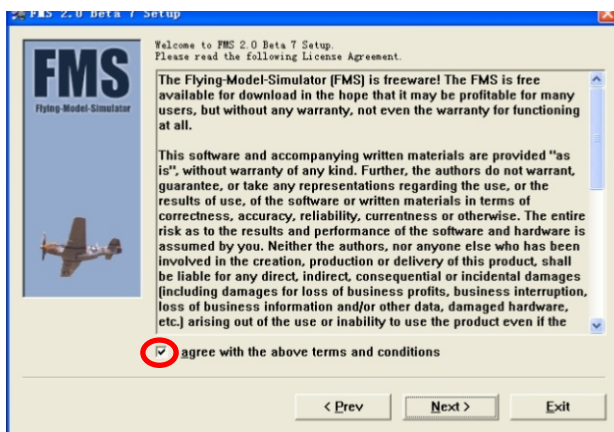 FMS 2.0 Beta 7 Setup
FMS
Flying-Model-Simulator
Welcome to FMS 2.0 Beta 7 Setup.
Please read the following License Agreement.
The Flying-Model-Simulator (FMS) is freeware! The FMS is free
available for download in the hope that it may be profitable for many
users, but without any warranty, not even the warranty for functioning
at all.
This software and accompanying written materials are provided "as
is", without warranty of any kind. Further, the authors do not warrant,
guarantee, or take any representations regarding the use, or the
results of use, of the software or written materials in terms of
correctness, accuracy, reliability, currentness or otherwise. The entire
risk as to the results and performance of the software and hardware is
assumed by you. Neither the authors, nor anyone else who has been
involved in the creation, production or delivery of this product, shall
be liable for any direct, indirect, consequential or incidental damages
(including damages for loss of business profits, business interruption,
loss of business information and/or other data, damaged hardware,
etc.) arising out of the use or inability to use the product even if the
agree with the above terms and conditions
< Prev
Next >
Exit